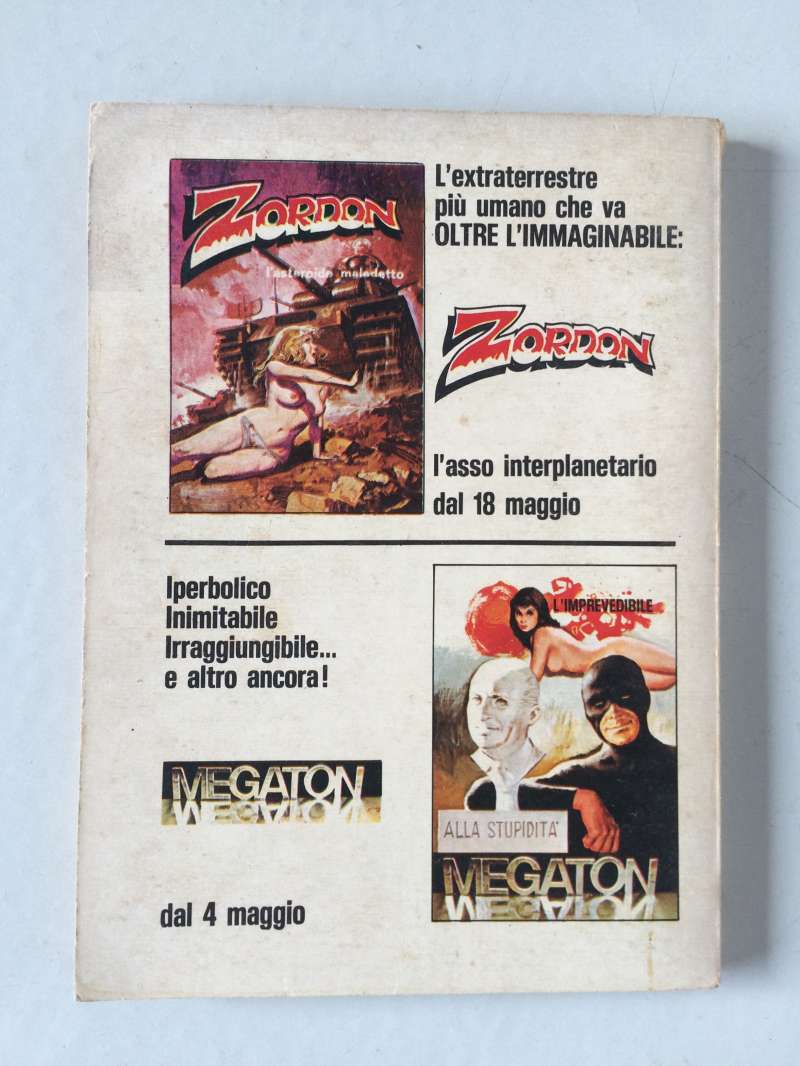 ZORDON
l'asteroide maledetto
L'extraterrestre
più umano che va
OLTRE L'IMMAGINABILE:
ZORDON
l'asso interplanetario
dal 18 maggio
Iperbolico
Inimitabile
Irraggiungibile...
e altro ancora!
MEGATON
dal 4 maggio
L'IMPREVEDIBILE
ALLA STUPIDITA'
MEGATON